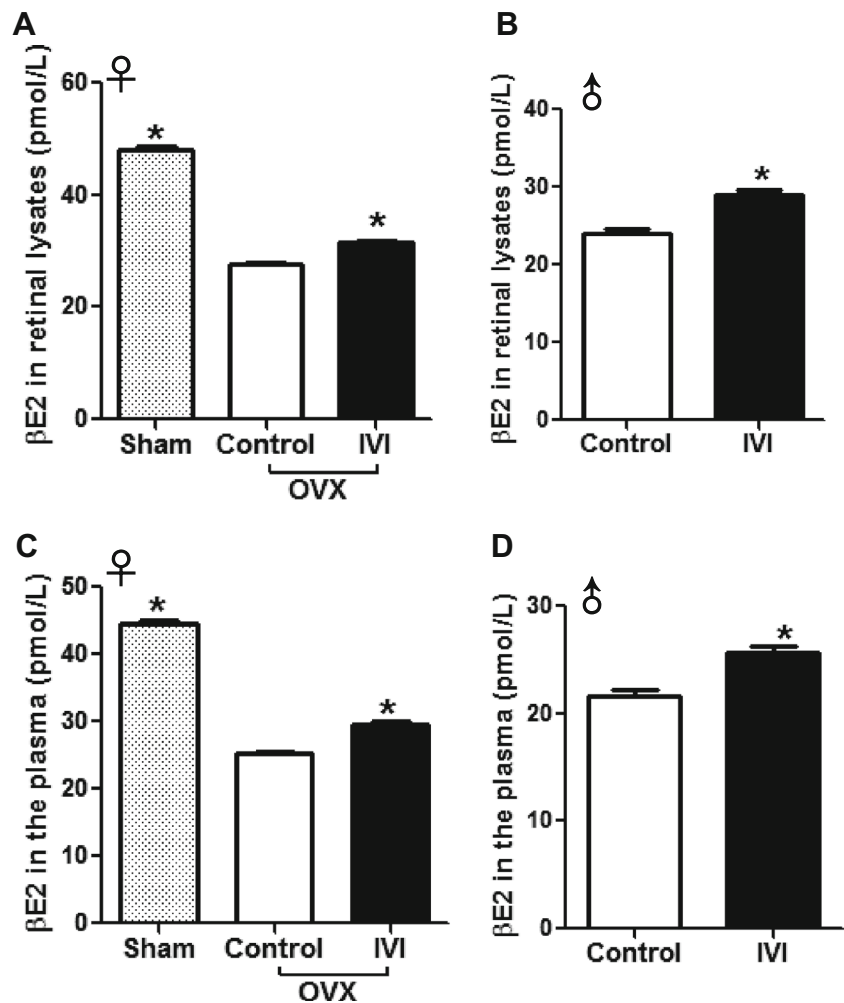 A
♀
βE2 in retinal lysates (pmol/L)
60
40
20
0
*
*
Sham Control IVI
OVX
B
♂
βE2 in retinal lysates (pmol/L)
40
30
20
10
0
*
Control IVI
C
♀
βE2 in the plasma (pmol/L)
50
40
30
20
10
0
*
*
Sham Control IVI
OVX
D
♂
βE2 in the plasma (pmol/L)
30
20
10
0
*
Control IVI